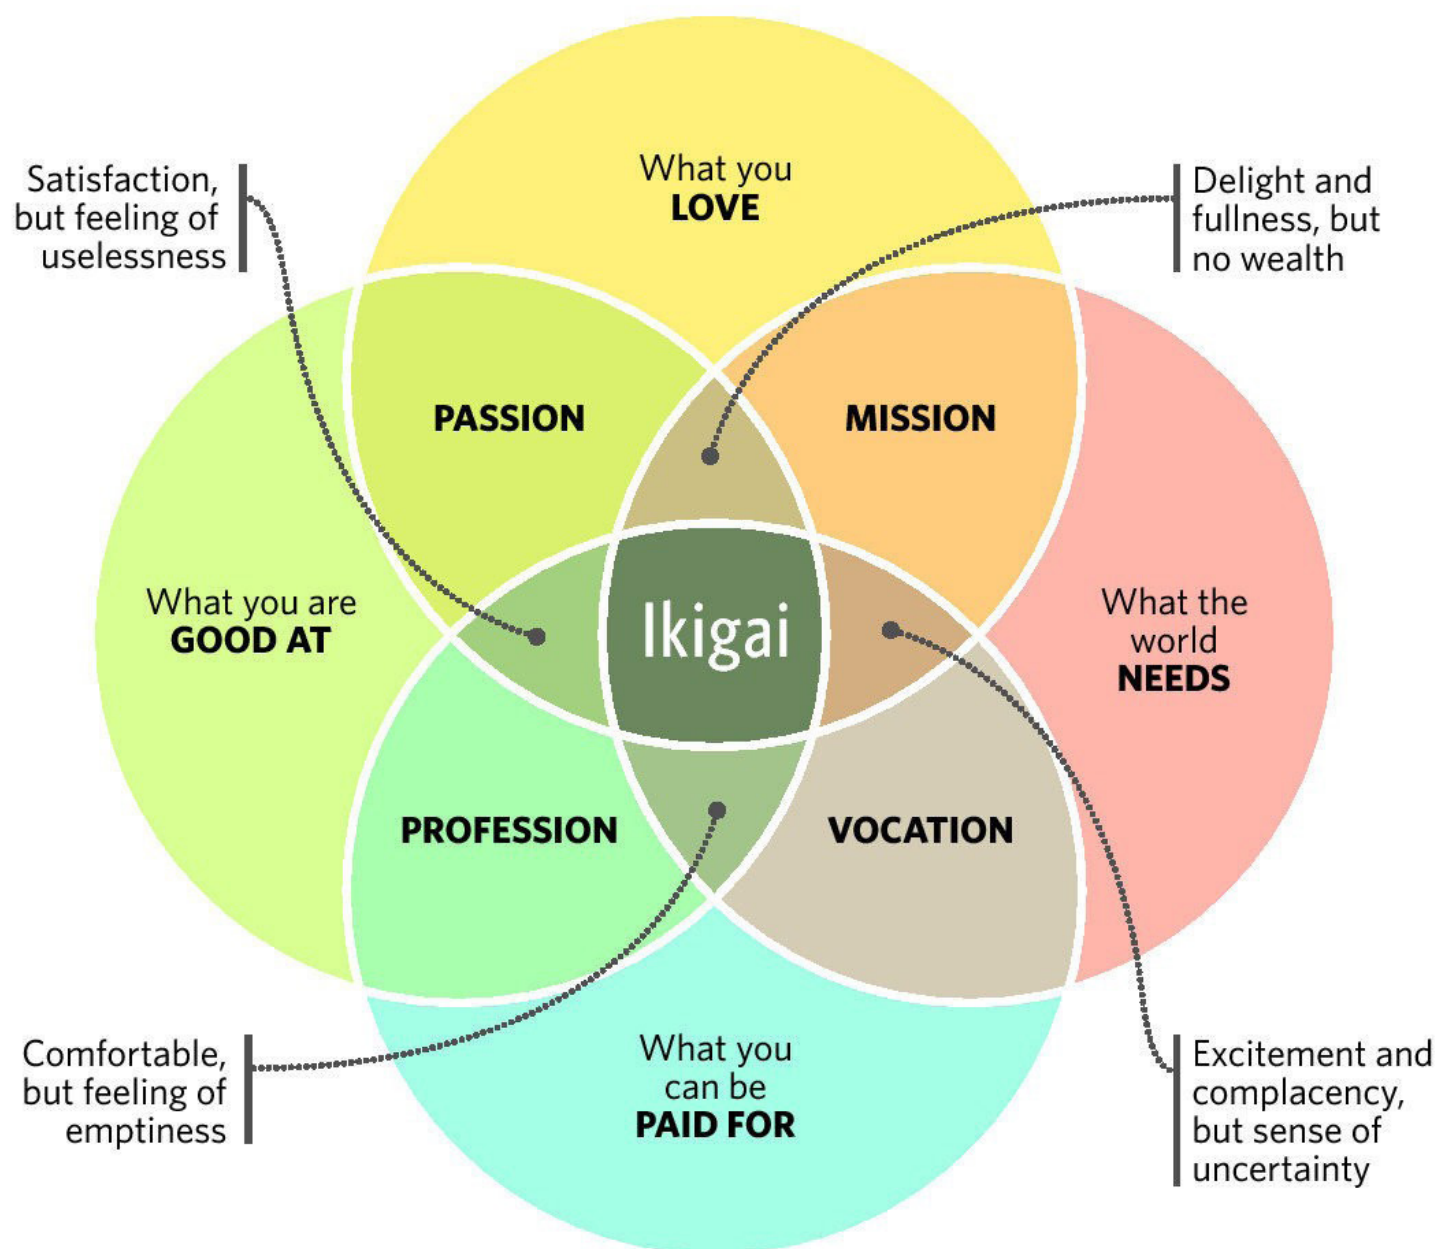 What you
LOVE
Satisfaction,
but feeling of
uselessness
Delight and
fullness, but
no wealth
PASSION
MISSION
What you are
GOOD AT
Ikigai
What the
world
NEEDS
PROFESSION
VOCATION
Comfortable,
but feeling of
emptiness
What you
can be
PAID FOR
Excitement and
complacency,
but sense of
uncertainty